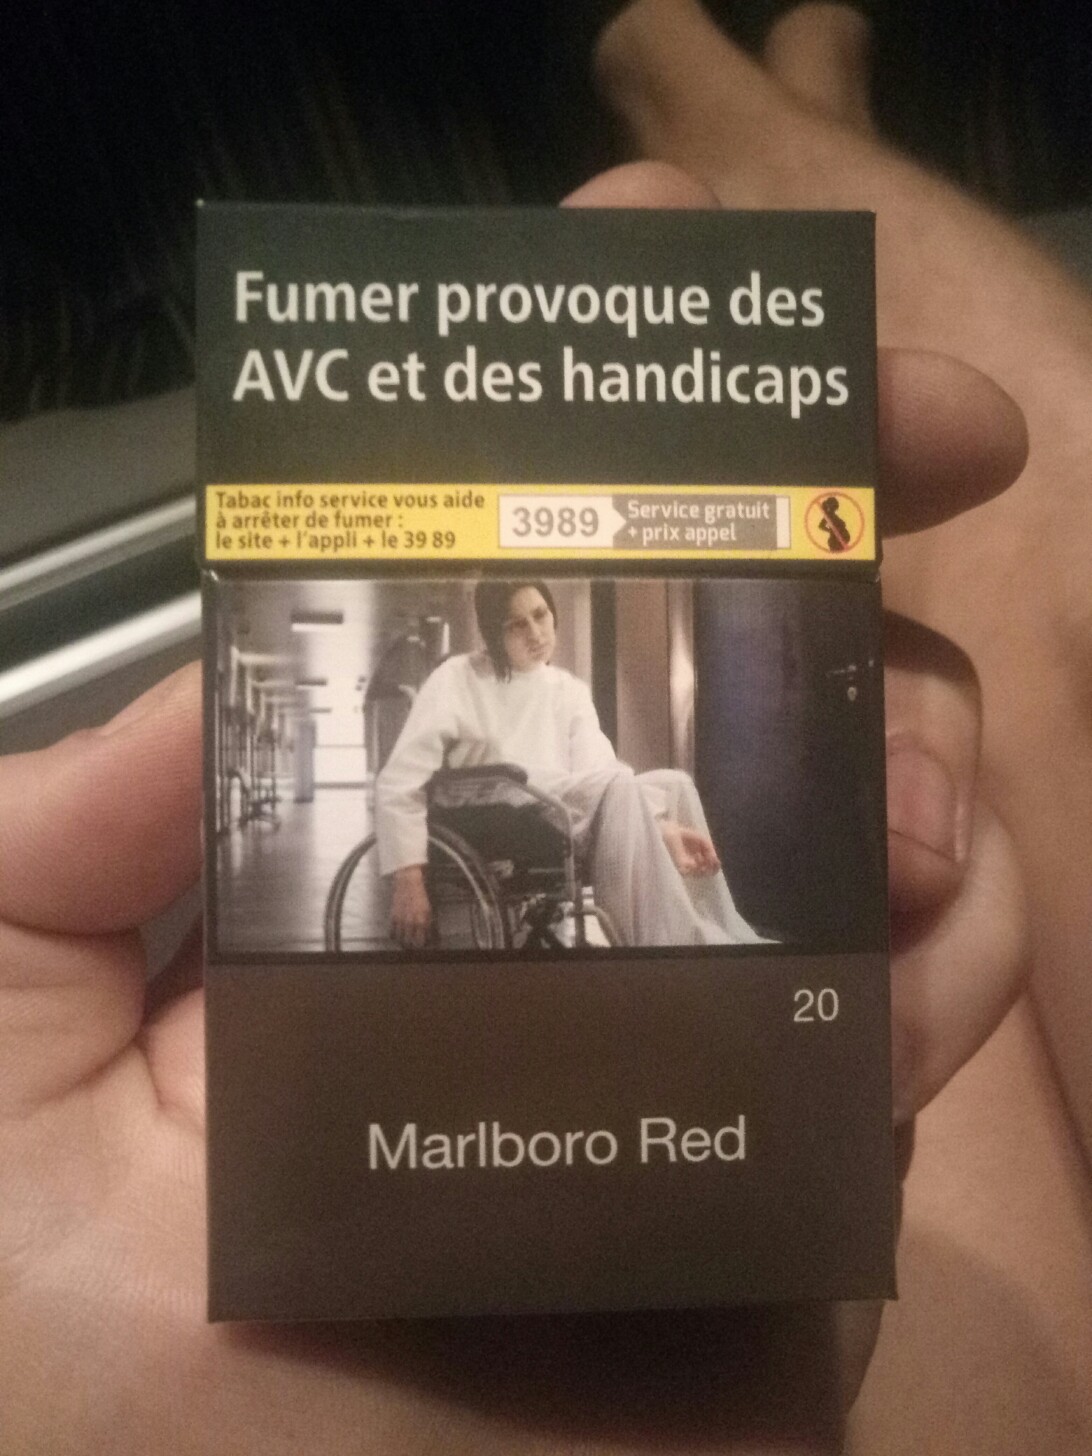 Fumer provoque des
AVC et des handicaps
Tabac info service vous aide
à arrêter de fumer :
le site + l'appli + le 39 89
3989
Service gratuit
+ prix appel
20
Marlboro Red